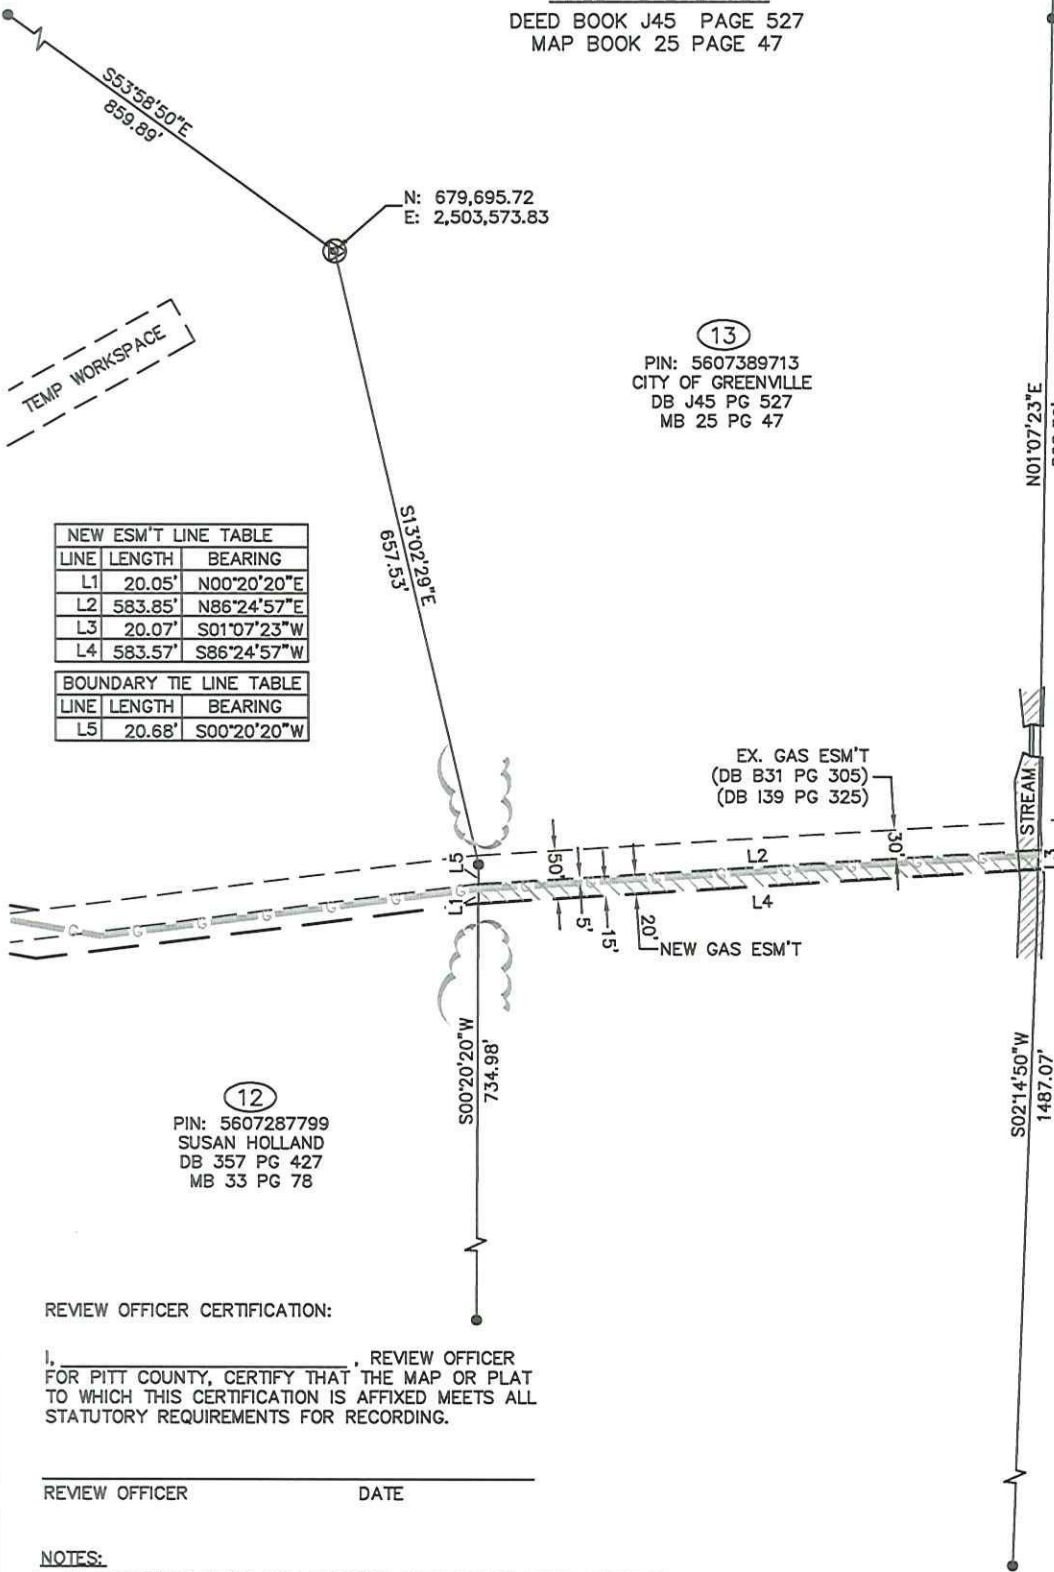 DEED BOOK J45 PAGE 527
MAP BOOK 25 PAGE 47
S53°58'50"E
859.89'
N: 679,695.72
E: 2,503,573.83
TEMP WORKSPACE
13
PIN: 5607389713
CITY OF GREENVILLE
DB J45 PG 527
MB 25 PG 47
N01°07'23"E
S13°02'29"E
657.53'
NEW ESM'T LINE TABLE
LINE LENGTH BEARING
L1 20.05' N00°20'20"E
L2 583.85' N86°24'57"E
L3 20.07' S01°07'23"W
L4 583.57' S86°24'57"W
BOUNDARY TIE LINE TABLE
LINE LENGTH BEARING
L5 20.68' S00°20'20"W
EX. GAS ESM'T
(DB B31 PG 305)
(DB I39 PG 325)
STREAM
L5
50'
L2
30'
L3
L1
G G G G G G G G G G G
L4
5'
15'
20'
NEW GAS ESM'T
S00°20'20"W
734.98'
S02°14'50"W
1487.07'
12
PIN: 5607287799
SUSAN HOLLAND
DB 357 PG 427
MB 33 PG 78
REVIEW OFFICER CERTIFICATION:
I, ____________________, REVIEW OFFICER
FOR PITT COUNTY, CERTIFY THAT THE MAP OR PLAT
TO WHICH THIS CERTIFICATION IS AFFIXED MEETS ALL
STATUTORY REQUIREMENTS FOR RECORDING.
REVIEW OFFICER DATE
NOTES: